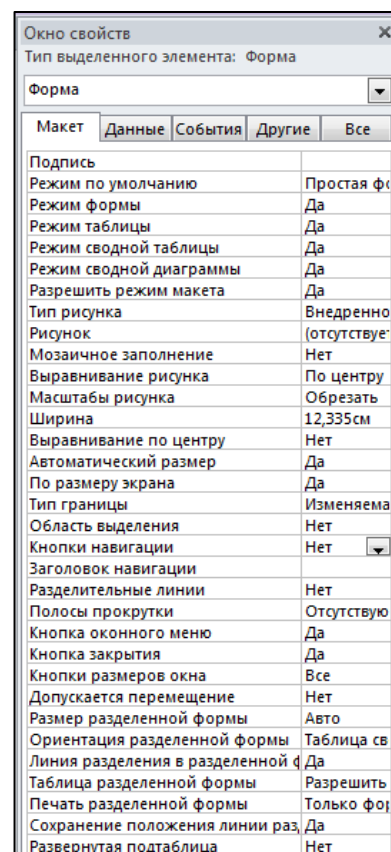 Окно свойств
Тип выделенного элемента: Форма
Форма
Макет Данные События Другие Все
Подпись
Режим по умолчанию Простая фо
Режим формы Да
Режим таблицы Да
Режим сводной таблицы Да
Режим сводной диаграммы Да
Разрешить режим макета Да
Тип рисунка Внедренно
Рисунок (отсутствует
Мозаичное заполнение Нет
Выравнивание рисунка По центру
Масштабы рисунка Обрезать
Ширина 12,335см
Выравнивание по центру Нет
Автоматический размер Да
По размеру экрана Да
Тип границы Изменяема
Область выделения Нет
Кнопки навигации Нет
Заголовок навигации
Разделительные линии Нет
Полосы прокрутки Отсутствую
Кнопка оконного меню Да
Кнопка закрытия Да
Кнопки размеров окна Все
Допускается перемещение Нет
Размер разделенной формы Авто
Ориентация разделенной формы Таблица св
Линия разделения в разделенной ф Да
Таблица разделенной формы Разрешить
Печать разделенной формы Только фор
Сохранение положения линии раз, Да
Развернутая подтаблица Нет